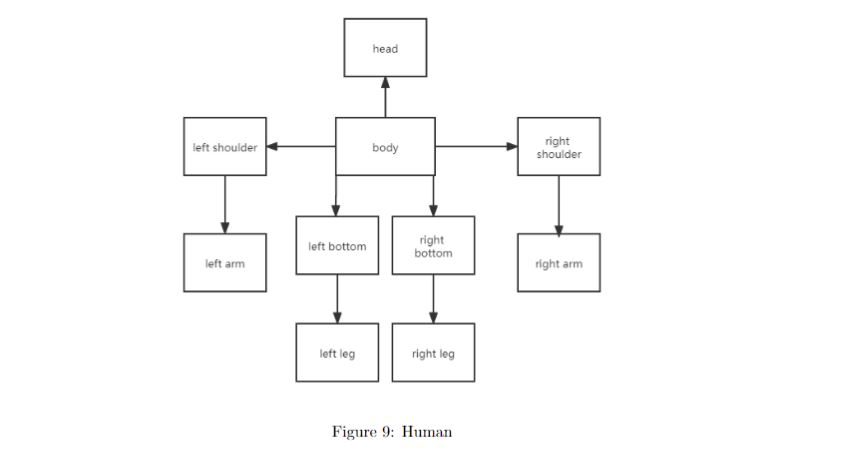 head
left shoulder
body
right
shoulder
left bottom
right
bottom
left arm
right arm
left leg
right leg
Figure 9: Human